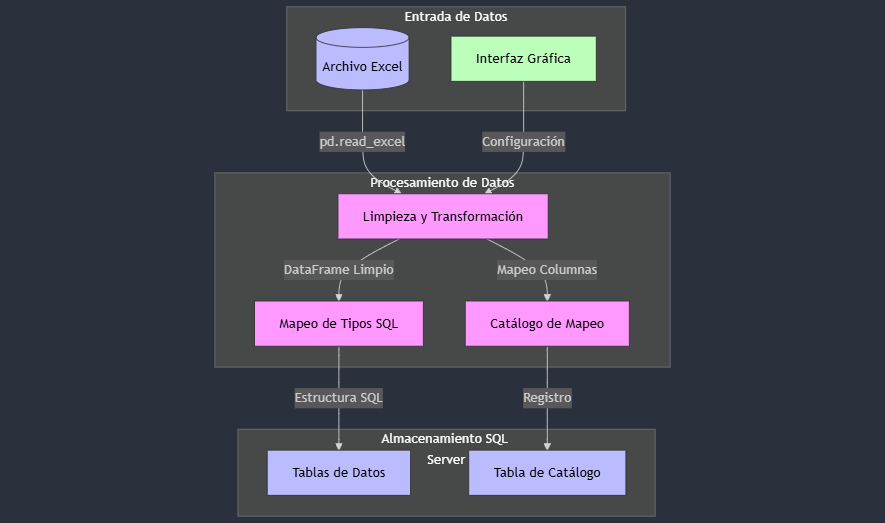 Entrada de Datos
Archivo Excel
Interfaz Gráfica
pd.read_excel
Configuración
Procesamiento de Datos
Limpieza y Transformación
DataFrame Limpio
Mapeo Columnas
Mapeo de Tipos SQL
Catálogo de Mapeo
Estructura SQL
Registro
Almacenamiento SQL
Server
Tablas de Datos
Tabla de Catálogo